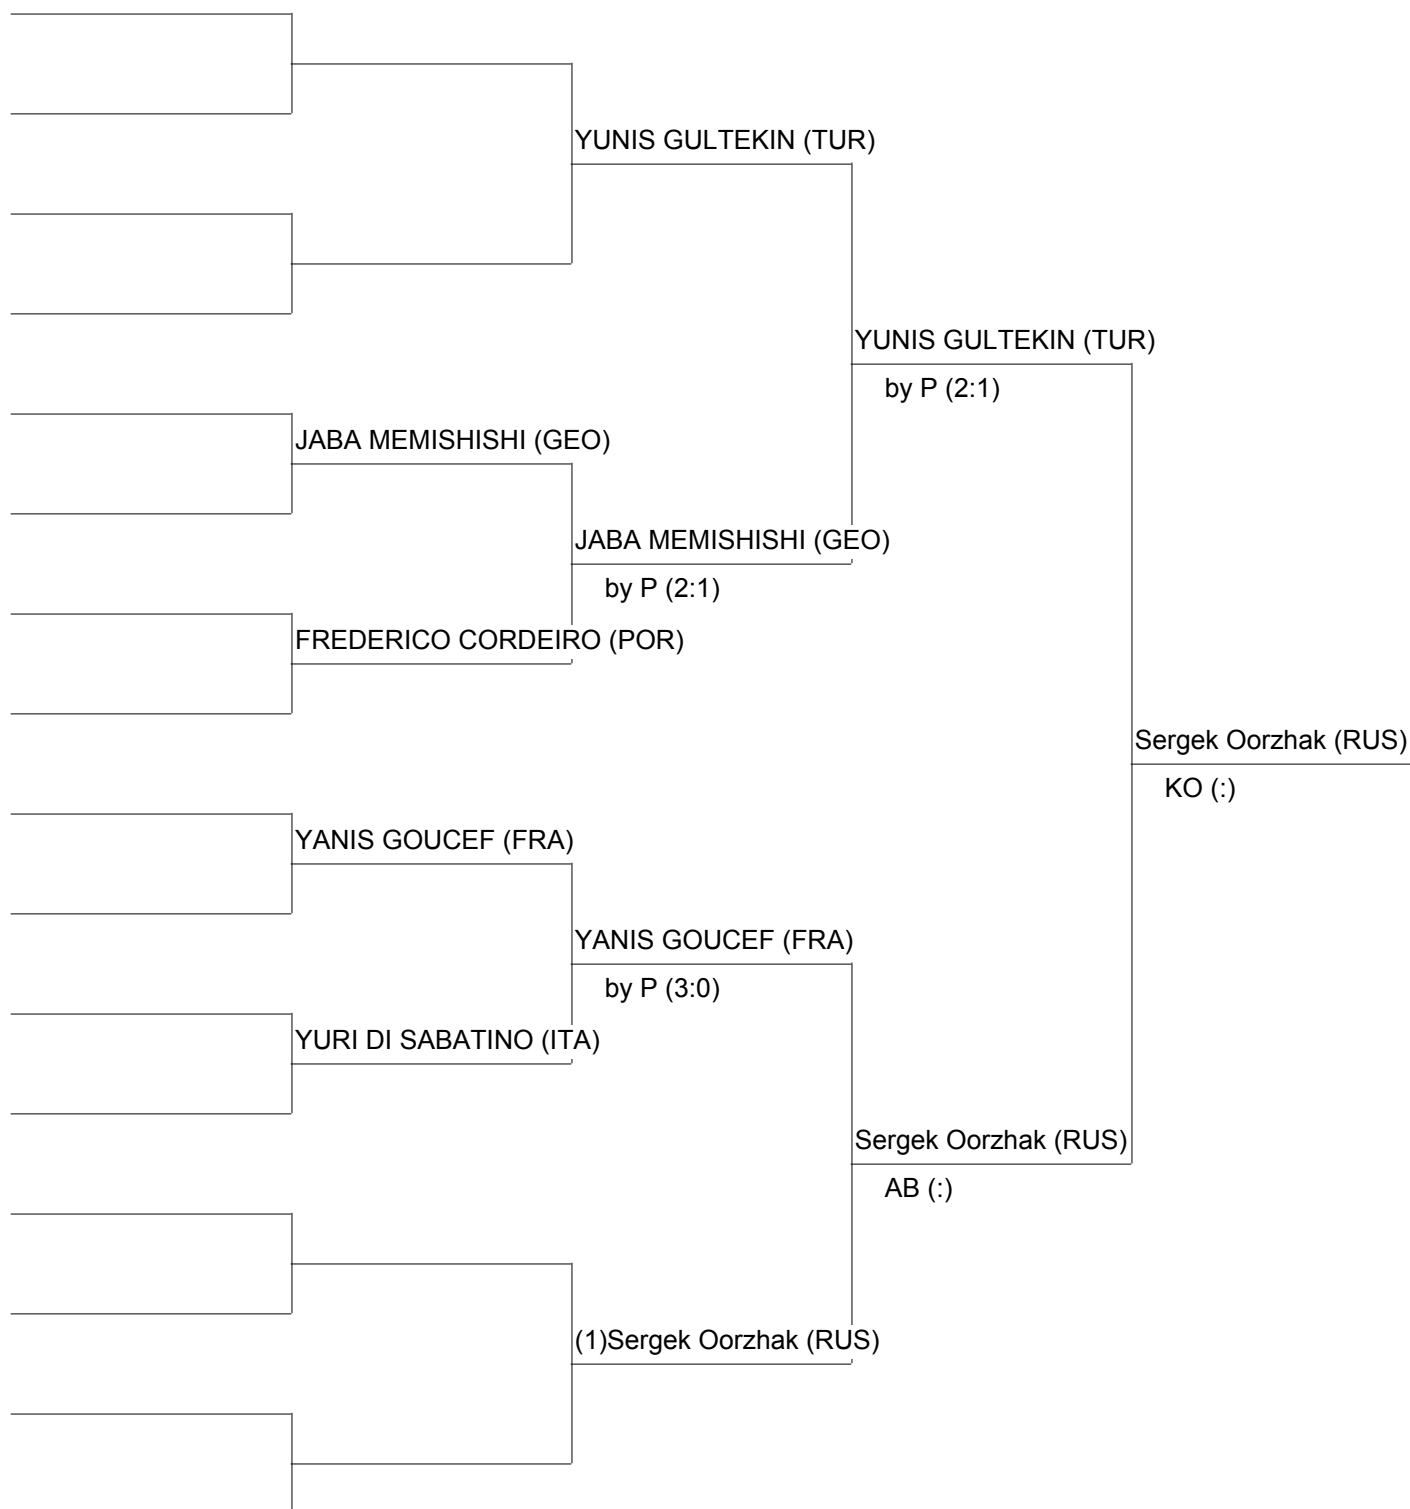 YUNIS GULTEKIN (TUR)
YUNIS GULTEKIN (TUR)
by P (2:1)
JABA MEMISHISHI (GEO)
JABA MEMISHISHI (GEO)
by P (2:1)
FREDERICO CORDEIRO (POR)
Sergek Oorzhak (RUS)
KO (:)
YANIS GOUCEF (FRA)
YANIS GOUCEF (FRA)
by P (3:0)
YURI DI SABATINO (ITA)
Sergek Oorzhak (RUS)
AB (:)
(1)Sergek Oorzhak (RUS)